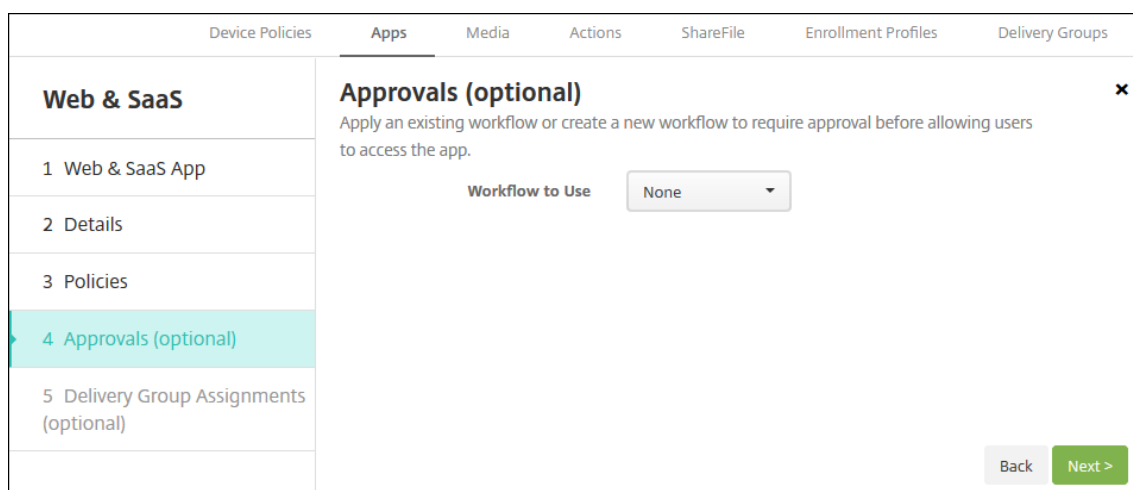 Device Policies Apps Media Actions ShareFile Enrollment Profiles Delivery Groups
Web & SaaS
1 Web & SaaS App
2 Details
3 Policies
4 Approvals (optional)
5 Delivery Group Assignments
(optional)
Approvals (optional)
Apply an existing workflow or create a new workflow to require approval before allowing users
to access the app.
Workflow to Use None
Back Next >